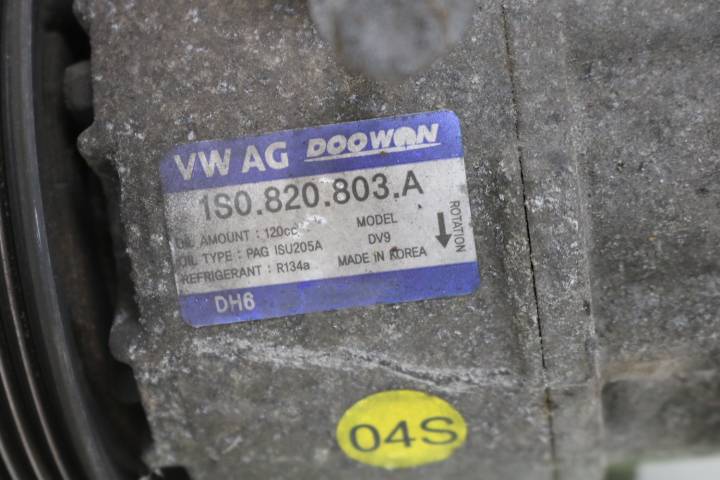 VW AG DOOWON
1S0.820.803.A
OIL AMOUNT : 120cc MODEL
OIL TYPE : PAG ISU205A DV9
REFRIGERANT : R134a MADE IN KOREA
ROTATION
DH6
04S